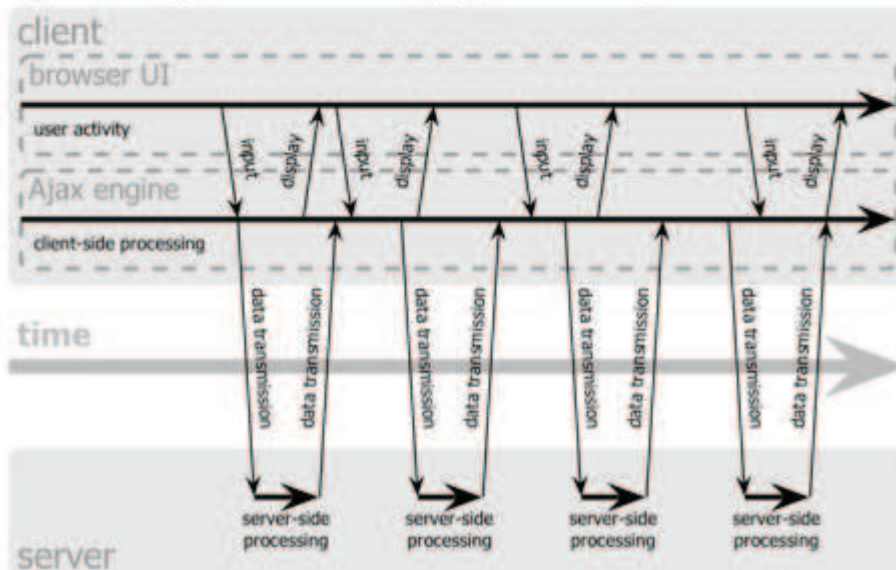 client
browser UI
user activity
input
display
input
display
input
display
input
display
Ajax engine
client-side processing
data transmission
data transmission
data transmission
data transmission
data transmission
data transmission
data transmission
data transmission
time
server-side
processing
server-side
processing
server-side
processing
server-side
processing
server